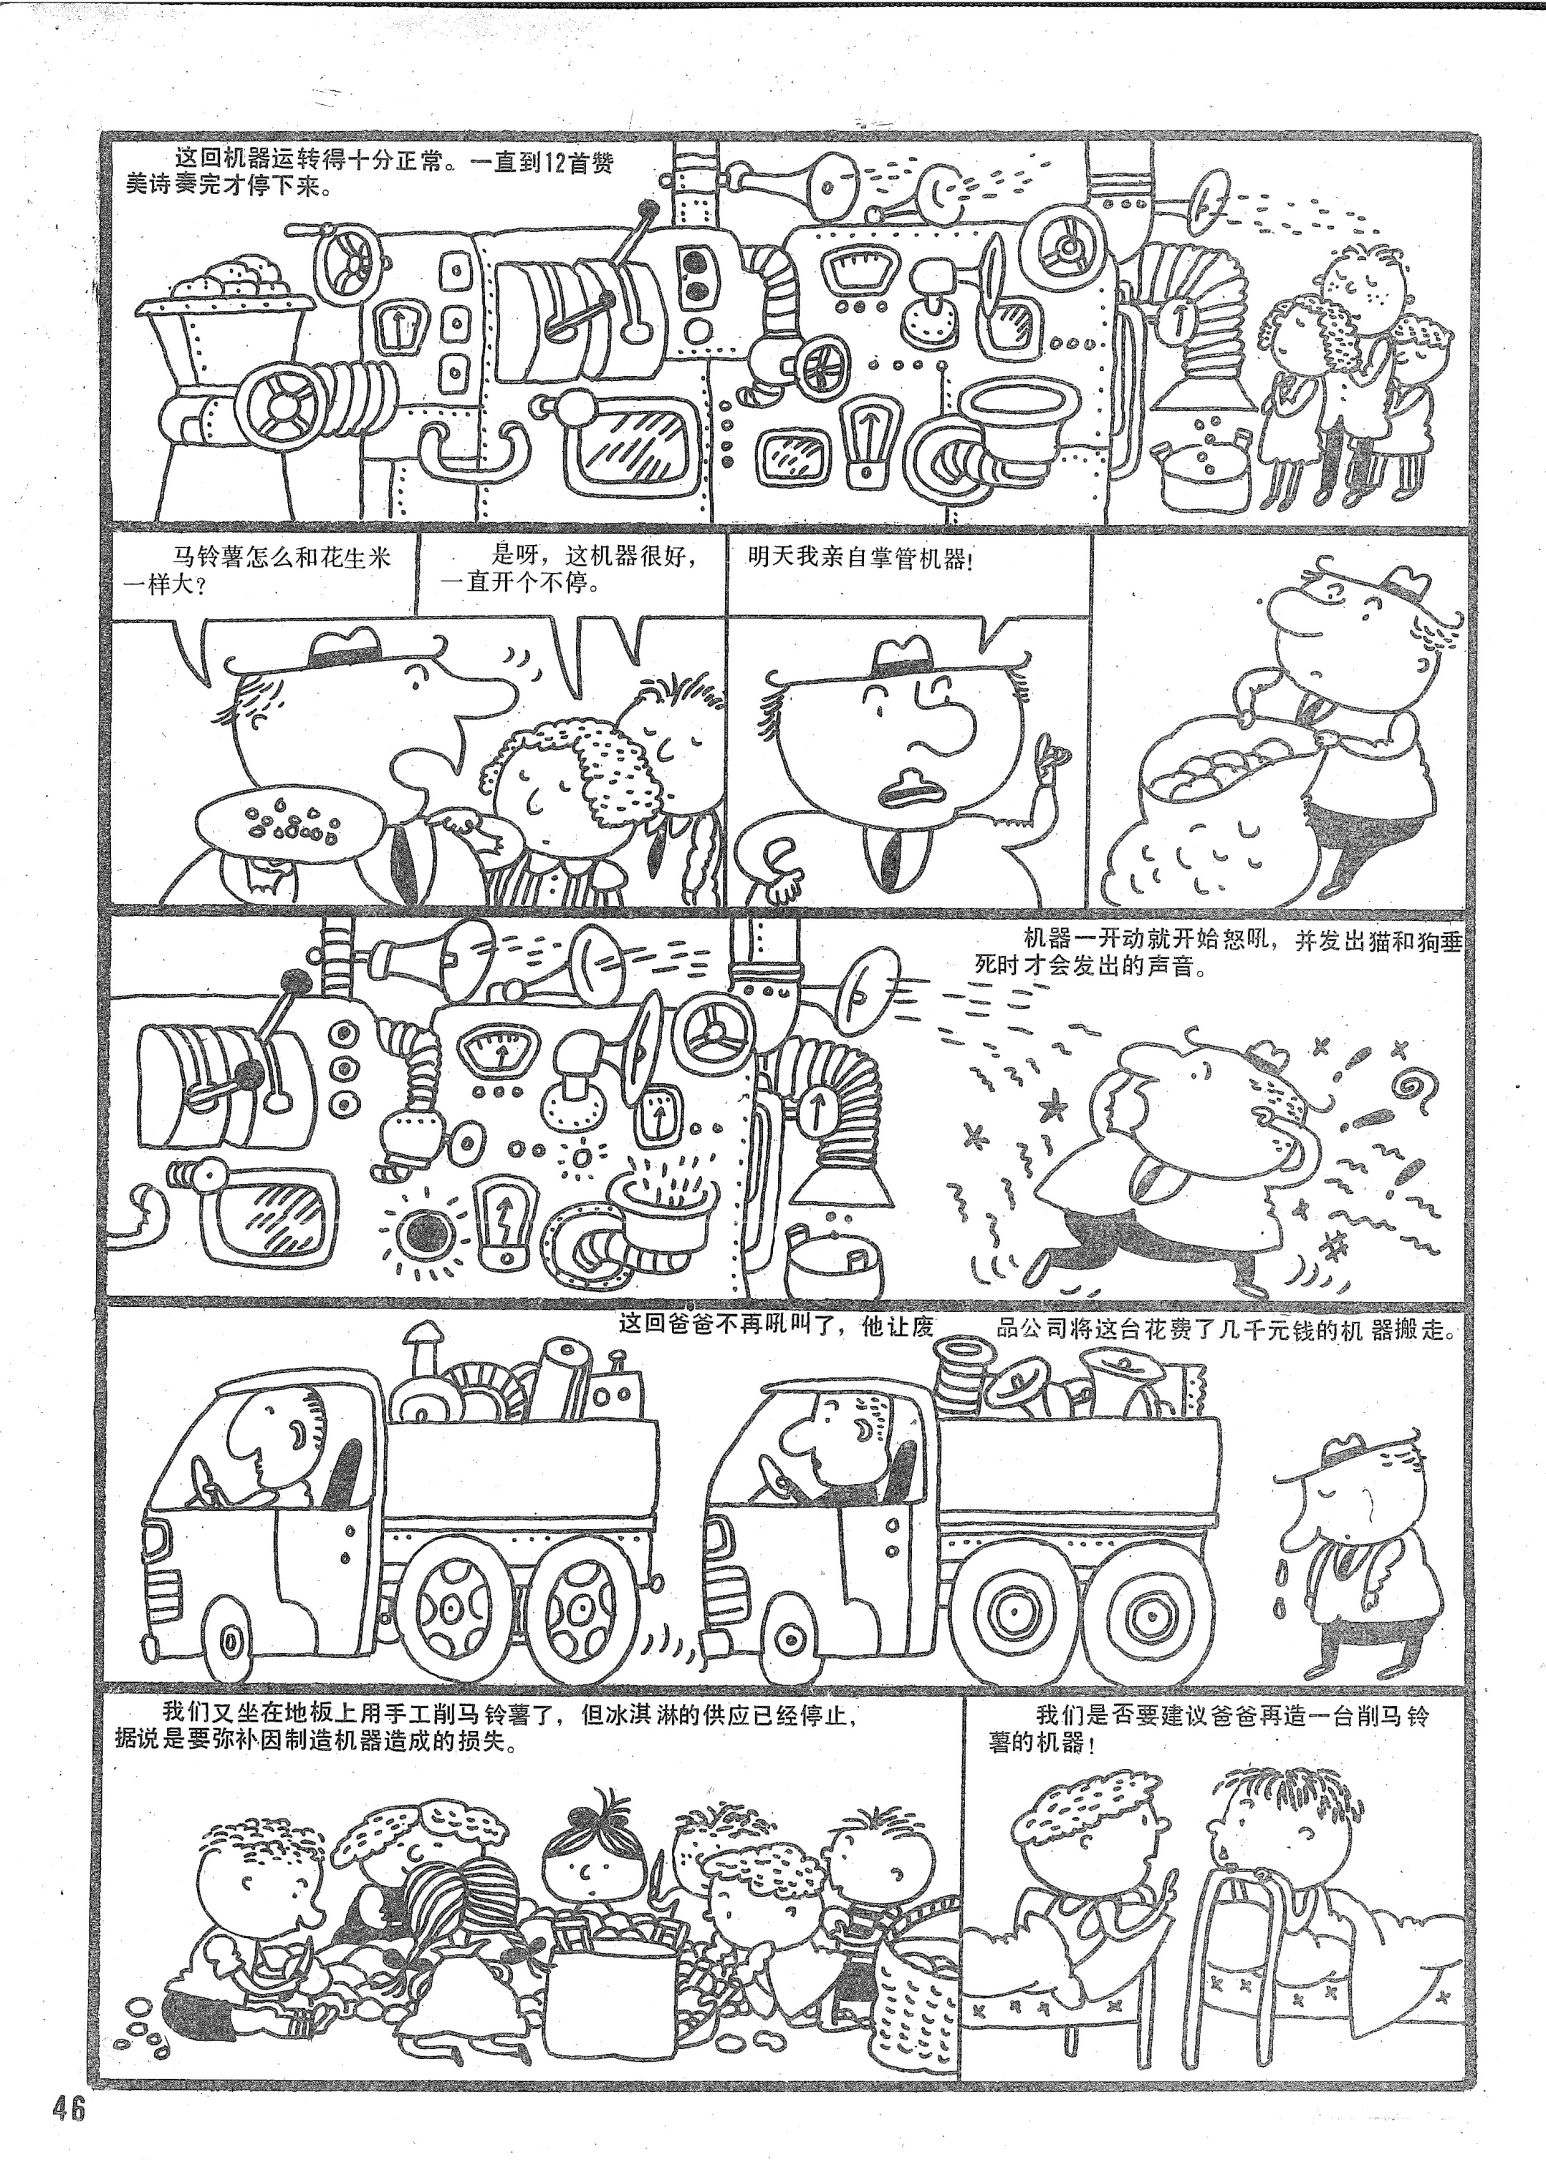 这回机器运转得十分正常。一直到12首赞
美诗奏完才停下来。
马铃薯怎么和花生米
一样大?
是呀，这机器很好，
一直开个不停。
明天我亲自掌管机器!
机器一开动就开始怒吼，并发出猫和狗垂
死时才会发出的声音。
这回爸爸不再吼叫了，他让废
品公司将这台花费了几千元钱的机器搬走。
我们又坐在地板上用手工削马铃薯了，但冰淇淋的供应已经停止，
据说是要弥补因制造机器造成的损失。
我们是否要建议爸爸再造一台削马铃
薯的机器!
46